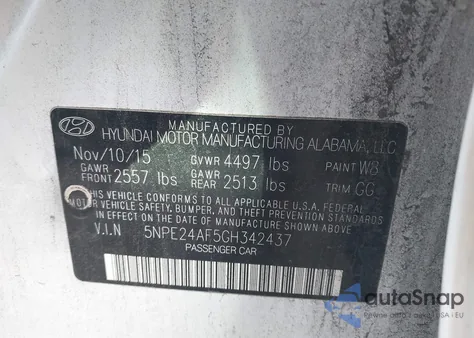 MANUFACTURED BY
HYUNDAI MOTOR MANUFACTURING ALABAMA, LLC
Nov/10/15 GVWR 4497 lbs PAINT W8
GAWR FRONT 2557 lbs GAWR REAR 2513 lbs TRIM GG
THIS VEHICLE CONFORMS TO ALL APPLICABLE U.S.A. FEDERAL
MOTOR VEHICLE SAFETY, BUMPER, AND THEFT PREVENTION
STANDARDS IN EFFECT ON THE DATE OF MANUFACTURE SHOWN ABOVE.
V.I.N 5NPE24AF5GH342437
PASSENGER CAR
autoSnap